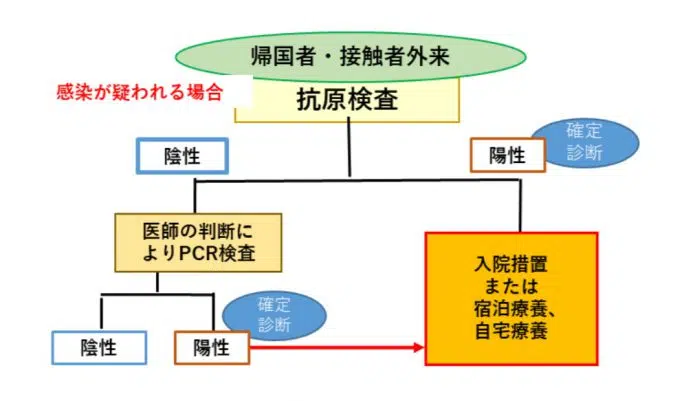 帰国者・接触者外来
感染が疑われる場合
抗原検査
陰性
陽性
確定
診断
医師の判断に
よりPCR検査
入院措置
または
宿泊療養、
自宅療養
確定
診断
陰性
陽性